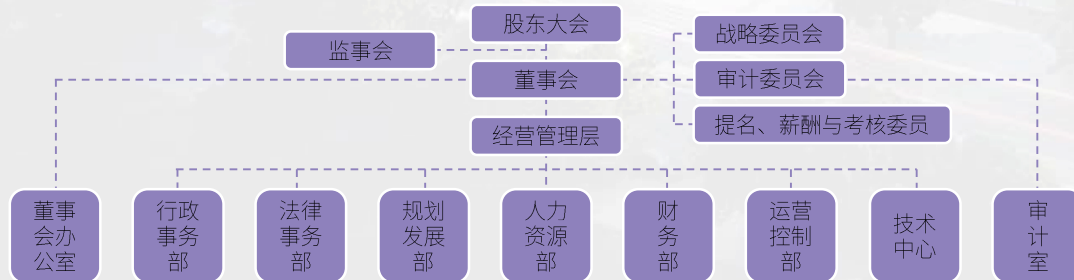 股东大会
监事会
战略委员会
董事会
审计委员会
提名、薪酬与考核委员
经营管理层
董事
会办
公室
行政
事务
部
法律
事务
部
规划
发展
部
人力
资源
部
财
务
部
运营
控制
部
技术
中心
审
计
室